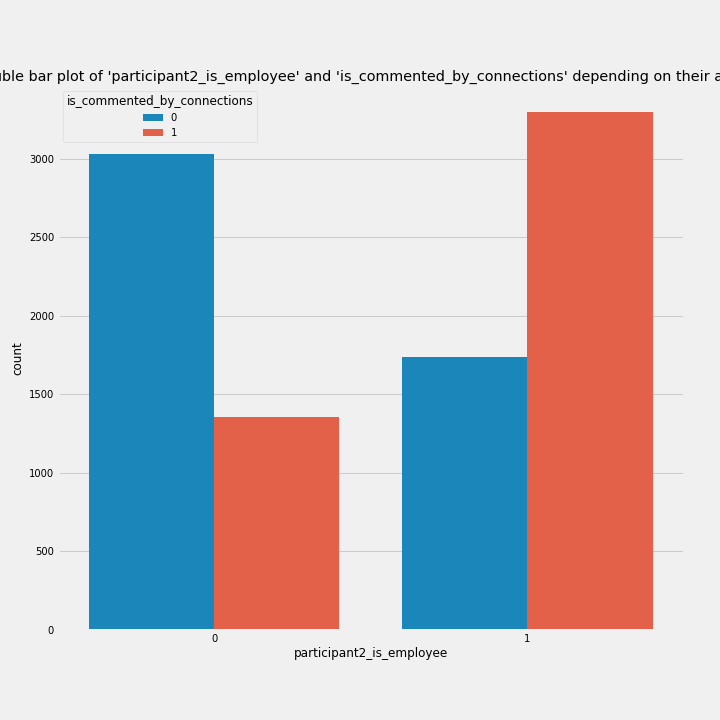 bar plot of 'participant2_is_employee' and 'is_commented_by_connections' depending on their
is_commented_by_connections
0
1
3000
2500
2000
1500
1000
500
0
count
0 1
participant2_is_employee